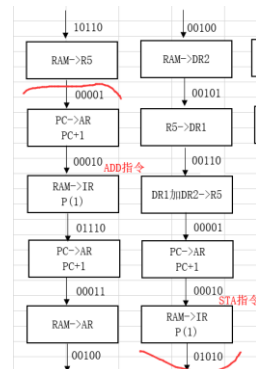 10110
RAM->R5
00001
PC->AR
PC+1
00010
ADD指令
RAM->IR
P(1)
01110
PC->AR
PC+1
00011
RAM->AR
00100
00100
RAM->DR2
00101
R5->DR1
00110
DR1加DR2->R5
00001
PC->AR
PC+1
00010
STA指令
RAM->IR
P(1)
01010